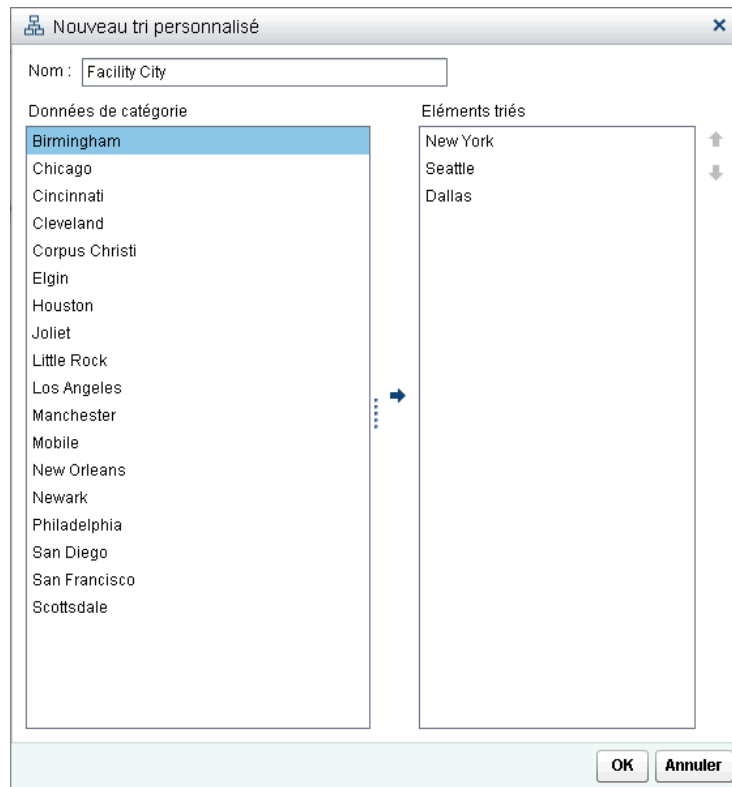 Nouveau tri personnalisé
Nom : Facility City
Données de catégorie
Birmingham
Chicago
Cincinnati
Cleveland
Corpus Christi
Elgin
Houston
Joliet
Little Rock
Los Angeles
Manchester
Mobile
New Orleans
Newark
Philadelphia
San Diego
San Francisco
Scottsdale
Eléments triés
New York
Seattle
Dallas
OK Annuler